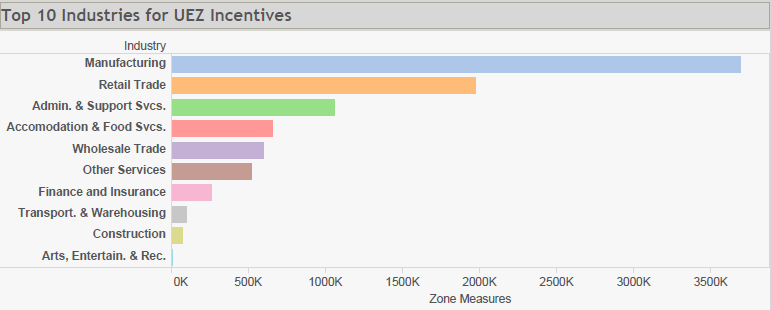 Top 10 Industries for UEZ Incentives
Industry
Manufacturing
Retail Trade
Admin. & Support Svcs.
Accomodation & Food Svcs.
Wholesale Trade
Other Services
Finance and Insurance
Transport. & Warehousing
Construction
Arts, Entertain. & Rec.
0K 500K 1000K 1500K 2000K 2500K 3000K 3500K
Zone Measures